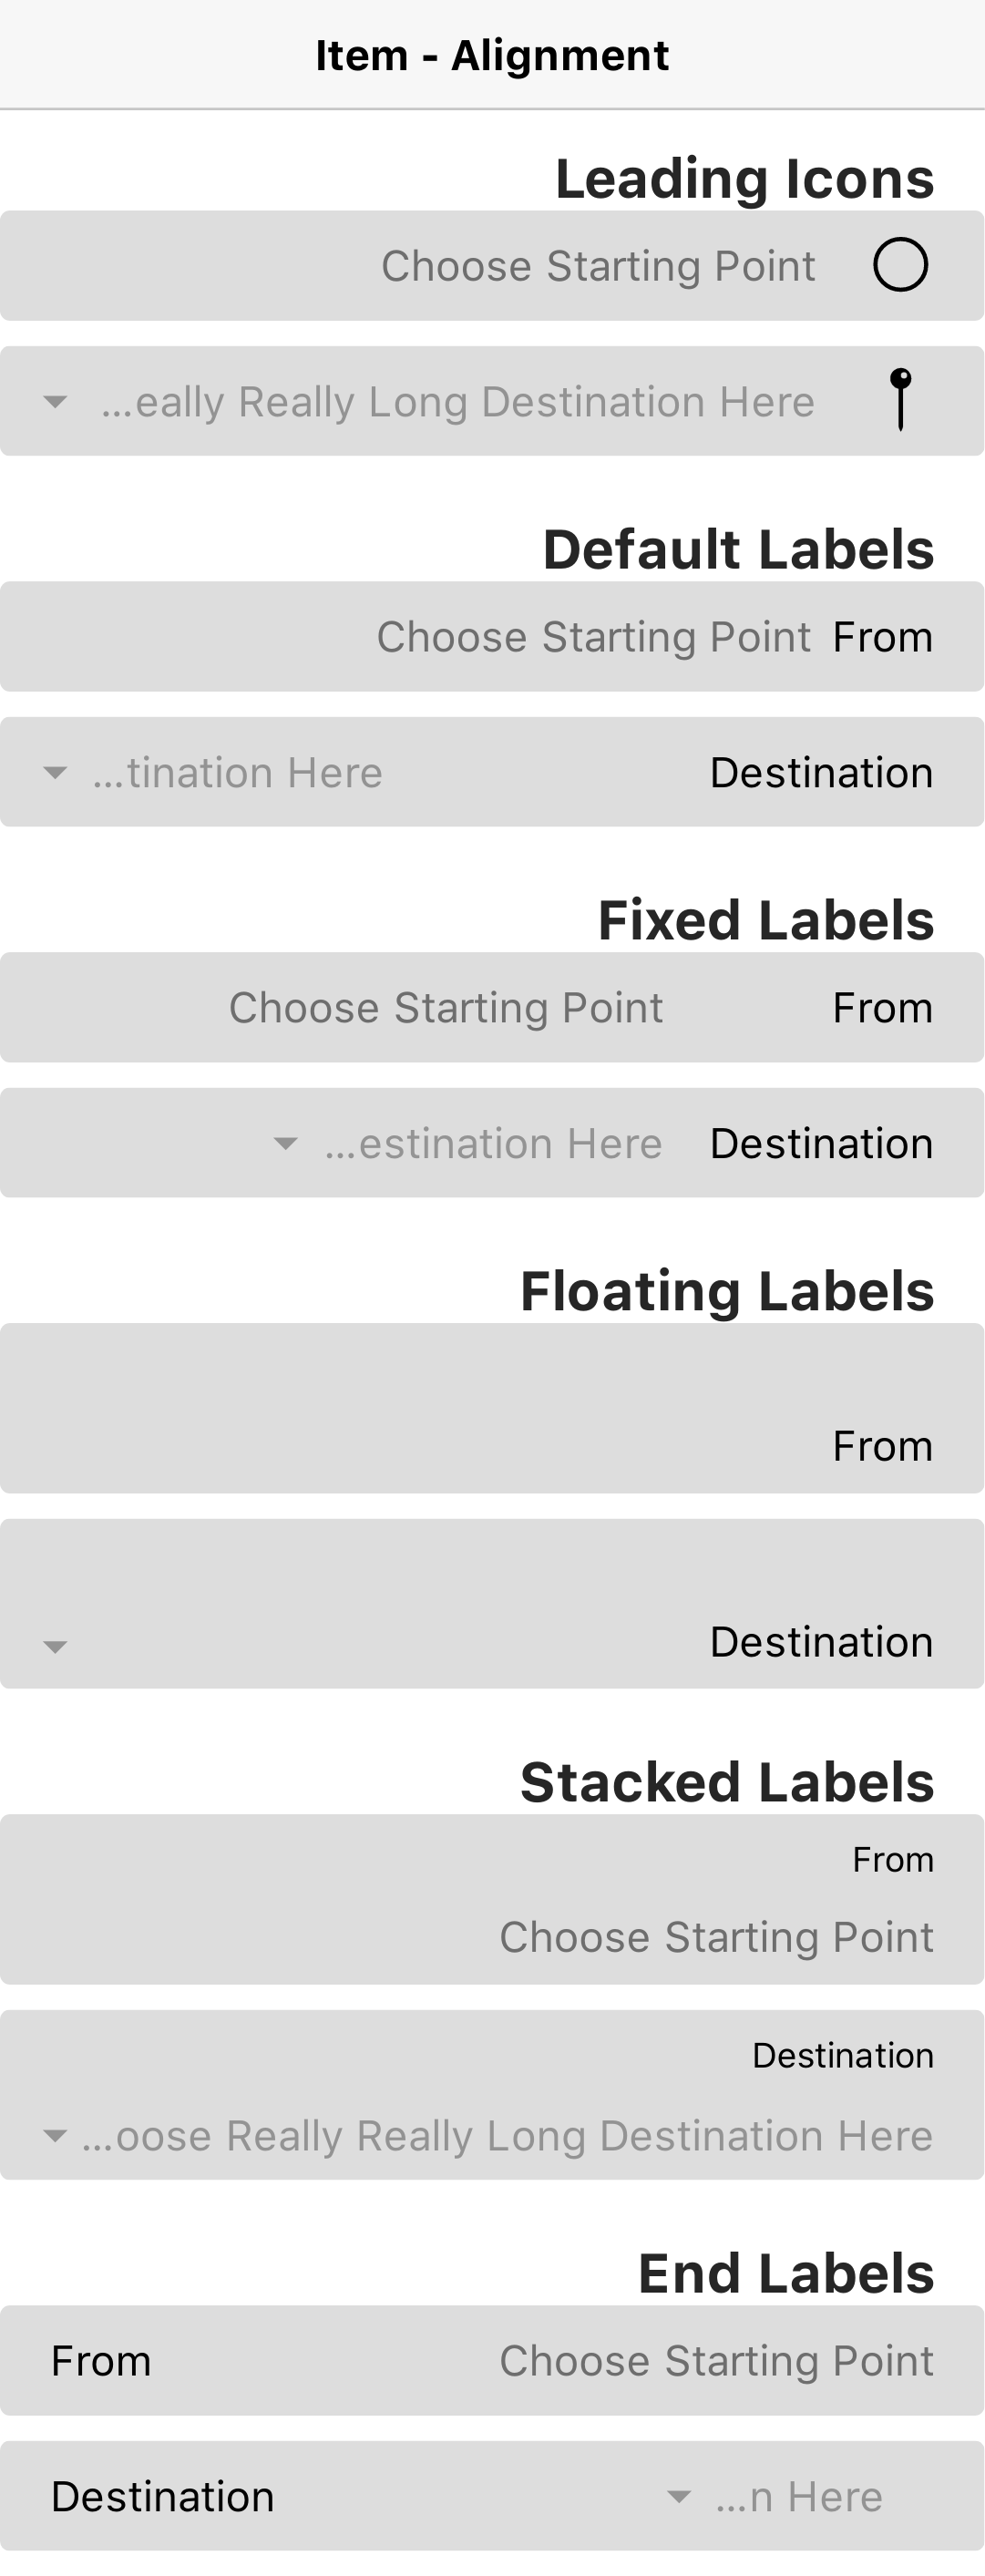 Item - Alignment
Leading Icons
Choose Starting Point
...eally Really Long Destination Here
Default Labels
From Choose Starting Point
Destination ...tination Here
Fixed Labels
From Choose Starting Point
Destination ...estination Here
Floating Labels
From
Destination
Stacked Labels
From
Choose Starting Point
Destination
...oose Really Really Long Destination Here
End Labels
Choose Starting Point From
...n Here Destination